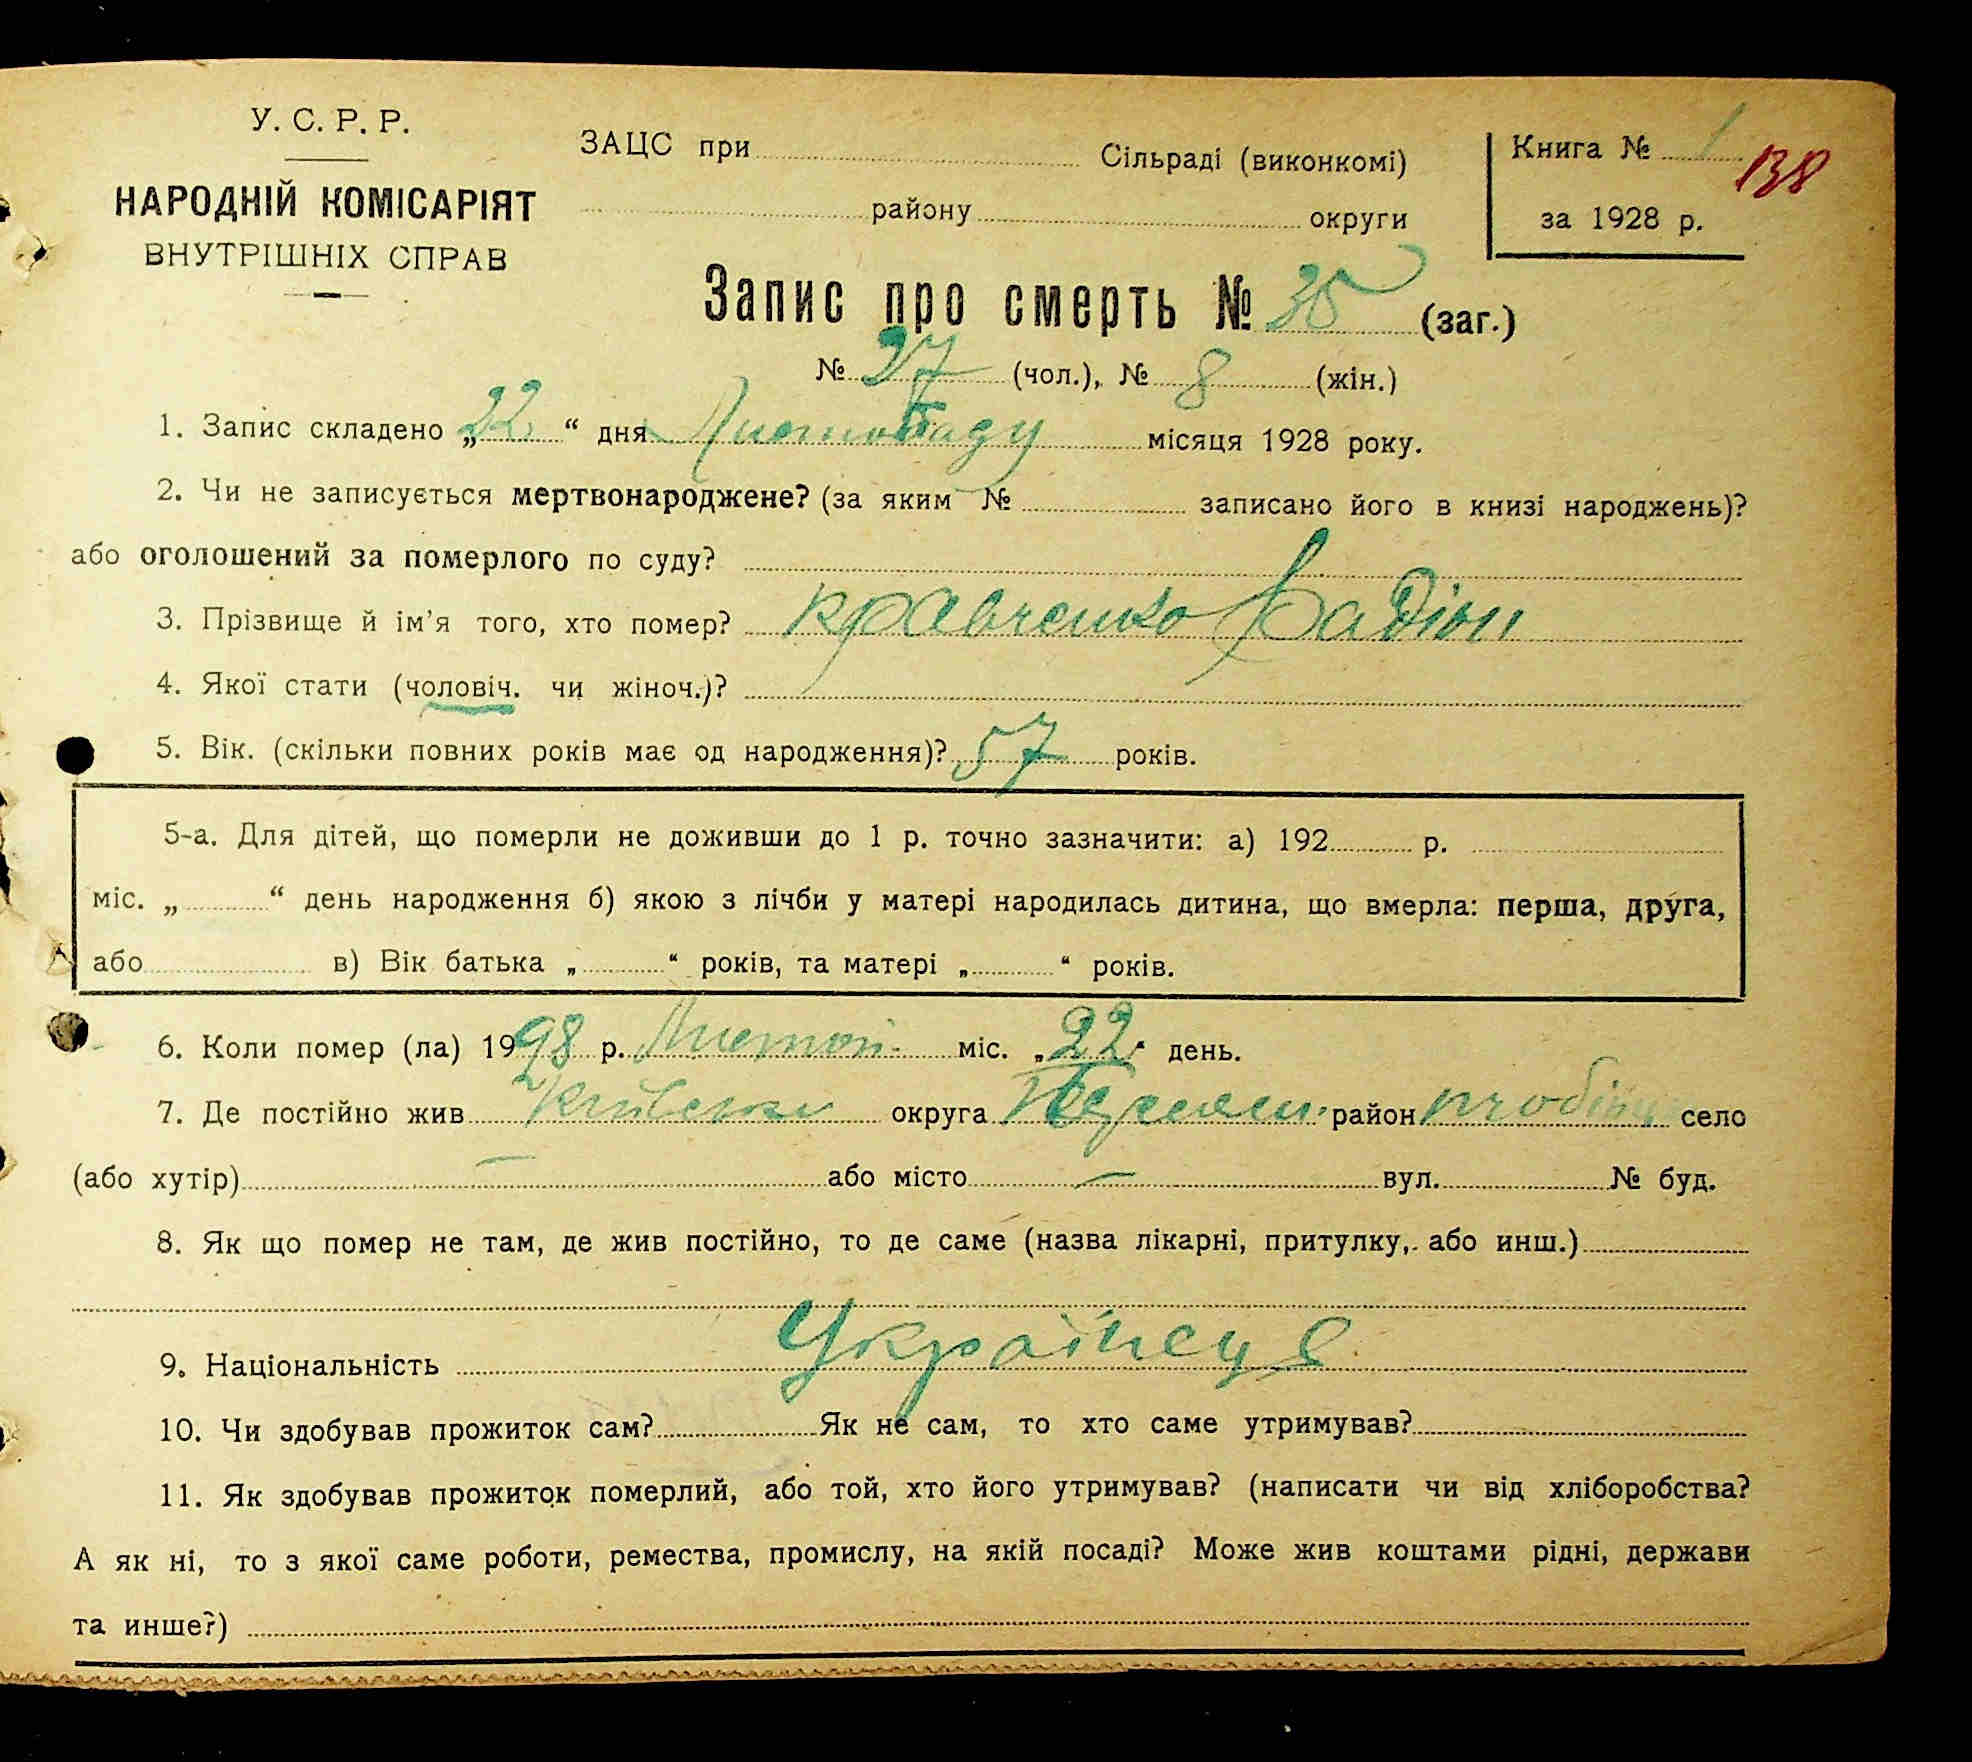 У. С. Р. Р.
НАРОДНІЙ КОМІСАРІЯТ
ВНУТРІШНІХ СПРАВ
ЗАЦС при Сільраді (виконкомі)
району округи
Книга № 1
138
за 1928 р.
Запис про смерть № 35 (заг.)
№ 27 (чол.), № 8 (жін.)
1. Запис складено „22“ дня Листопаду місяця 1928 року.
2. Чи не записується мертвонароджене? (за яким № записано його в книзі народжень)?
або оголошений за померлого по суду?
3. Прізвище й ім'я того, хто помер? Кравченко Радіон
4. Якої стати (чоловіч. чи жіноч.)?
5. Вік. (скільки повних років має од народження)? 57 років.
5-а. Для дітей, що померли не доживши до 1 р. точно зазначити: а) 192 р.
міс. „ “ день народження б) якою з лічби у матері народилась дитина, що вмерла: перша, друга,
або в) Вік батька „ “ років, та матері „ “ років.
6. Коли помер (ла) 1928 р. Листоп. міс. „22“ день.
7. Де постійно жив округа район село
(або хутір) — або місто — вул. № буд.
8. Як що помер не там, де жив постійно, то де саме (назва лікарні, притулку, або инш.)
9. Національність Українець
10. Чи здобував прожиток сам? Як не сам, то хто саме утримував?
11. Як здобував прожиток померлий, або той, хто його утримував? (написати чи від хліборобства?
А як ні, то з якої саме роботи, ремества, промислу, на якій посаді? Може жив коштами рідні, держави
та инше?)